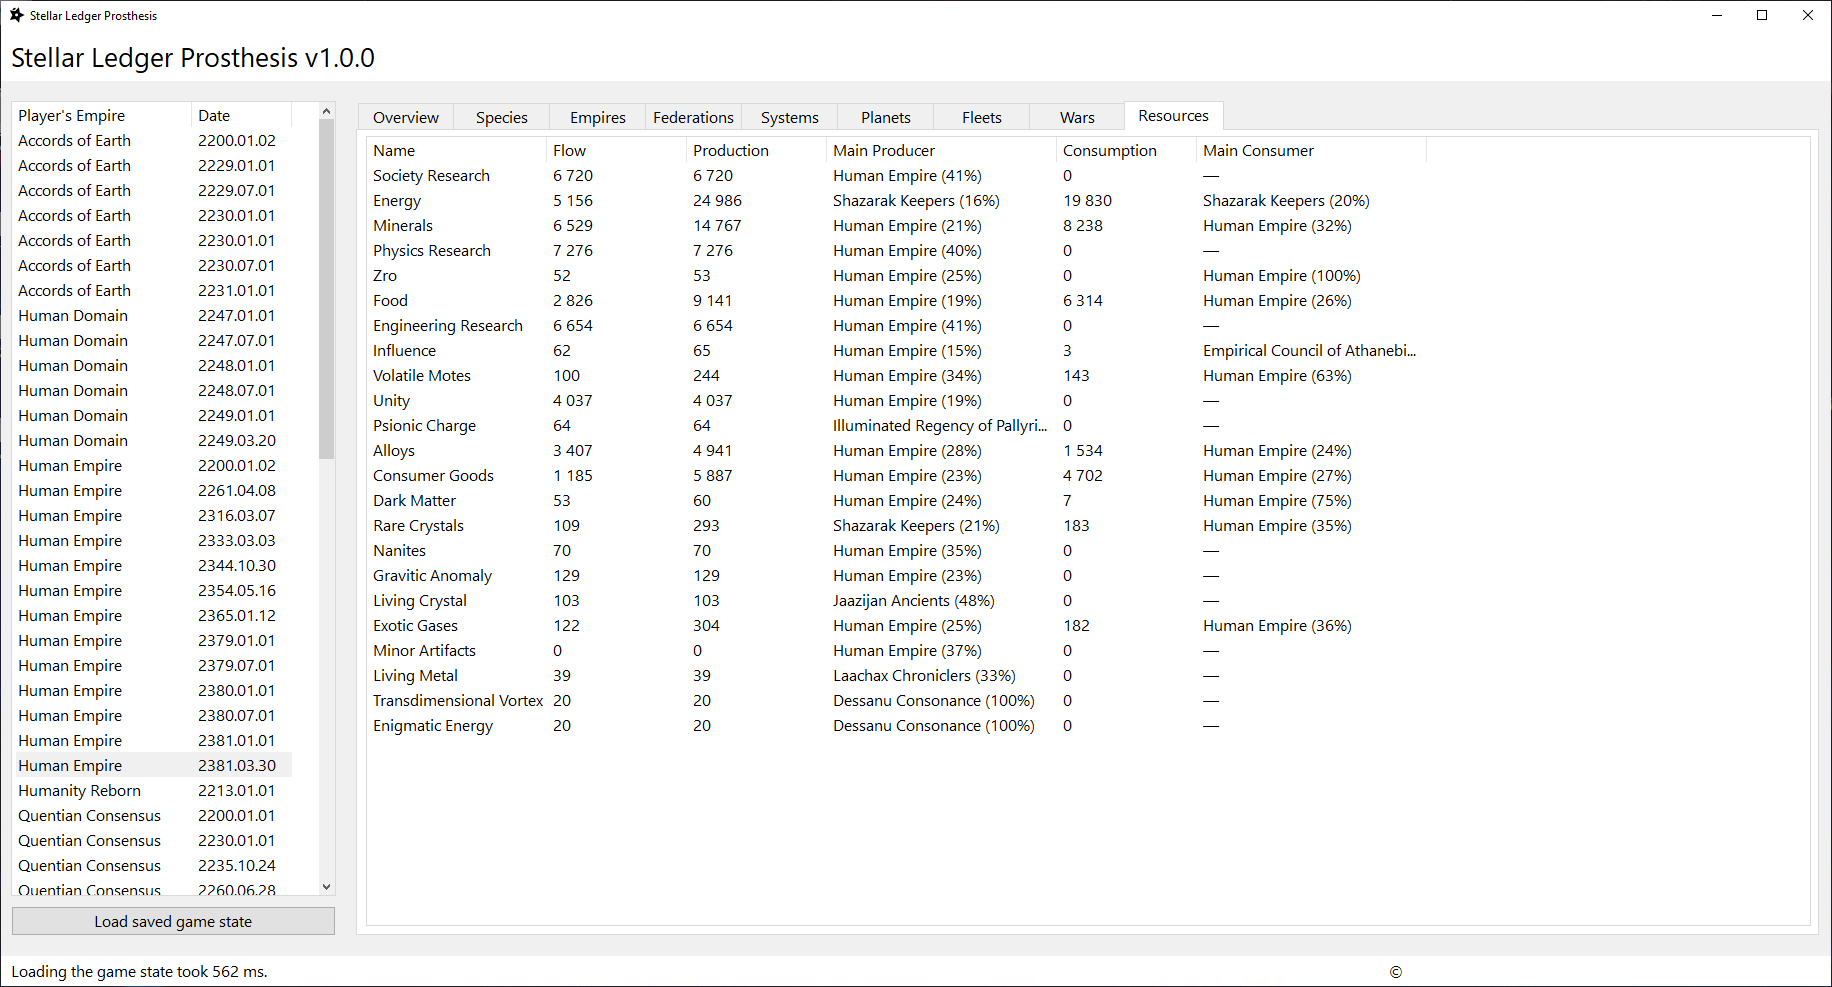 Stellar Ledger Prosthesis
Stellar Ledger Prosthesis v1.0.0
Player's Empire Date
Accords of Earth 2200.01.02
Accords of Earth 2229.01.01
Accords of Earth 2229.07.01
Accords of Earth 2230.01.01
Accords of Earth 2230.01.01
Accords of Earth 2230.07.01
Accords of Earth 2231.01.01
Human Domain 2247.01.01
Human Domain 2247.07.01
Human Domain 2248.01.01
Human Domain 2248.07.01
Human Domain 2249.01.01
Human Domain 2249.03.20
Human Empire 2200.01.02
Human Empire 2261.04.08
Human Empire 2316.03.07
Human Empire 2333.03.03
Human Empire 2344.10.30
Human Empire 2354.05.16
Human Empire 2365.01.12
Human Empire 2379.01.01
Human Empire 2379.07.01
Human Empire 2380.01.01
Human Empire 2380.07.01
Human Empire 2381.01.01
Human Empire 2381.03.30
Humanity Reborn 2213.01.01
Quentian Consensus 2200.01.01
Quentian Consensus 2230.01.01
Quentian Consensus 2235.10.24
Quentian Consensus 2260.06.28
Load saved game state
Overview Species Empires Federations Systems Planets Fleets Wars Resources
Name Flow Production Main Producer Consumption Main Consumer
Society Research 6 720 6 720 Human Empire (41%) 0 —
Energy 5 156 24 986 Shazarak Keepers (16%) 19 830 Shazarak Keepers (20%)
Minerals 6 529 14 767 Human Empire (21%) 8 238 Human Empire (32%)
Physics Research 7 276 7 276 Human Empire (40%) 0 —
Zro 52 53 Human Empire (25%) 0 Human Empire (100%)
Food 2 826 9 141 Human Empire (19%) 6 314 Human Empire (26%)
Engineering Research 6 654 6 654 Human Empire (41%) 0 —
Influence 62 65 Human Empire (15%) 3 Empirical Council of Athanebi...
Volatile Motes 100 244 Human Empire (34%) 143 Human Empire (63%)
Unity 4 037 4 037 Human Empire (19%) 0 —
Psionic Charge 64 64 Illuminated Regency of Pallyri... 0 —
Alloys 3 407 4 941 Human Empire (28%) 1 534 Human Empire (24%)
Consumer Goods 1 185 5 887 Human Empire (23%) 4 702 Human Empire (27%)
Dark Matter 53 60 Human Empire (24%) 7 Human Empire (75%)
Rare Crystals 109 293 Shazarak Keepers (21%) 183 Human Empire (35%)
Nanites 70 70 Human Empire (35%) 0 —
Gravitic Anomaly 129 129 Human Empire (23%) 0 —
Living Crystal 103 103 Jaazijan Ancients (48%) 0 —
Exotic Gases 122 304 Human Empire (25%) 182 Human Empire (36%)
Minor Artifacts 0 0 Human Empire (37%) 0 —
Living Metal 39 39 Laachax Chroniclers (33%) 0 —
Transdimensional Vortex 20 20 Dessanu Consonance (100%) 0 —
Enigmatic Energy 20 20 Dessanu Consonance (100%) 0 —
Loading the game state took 562 ms.
©